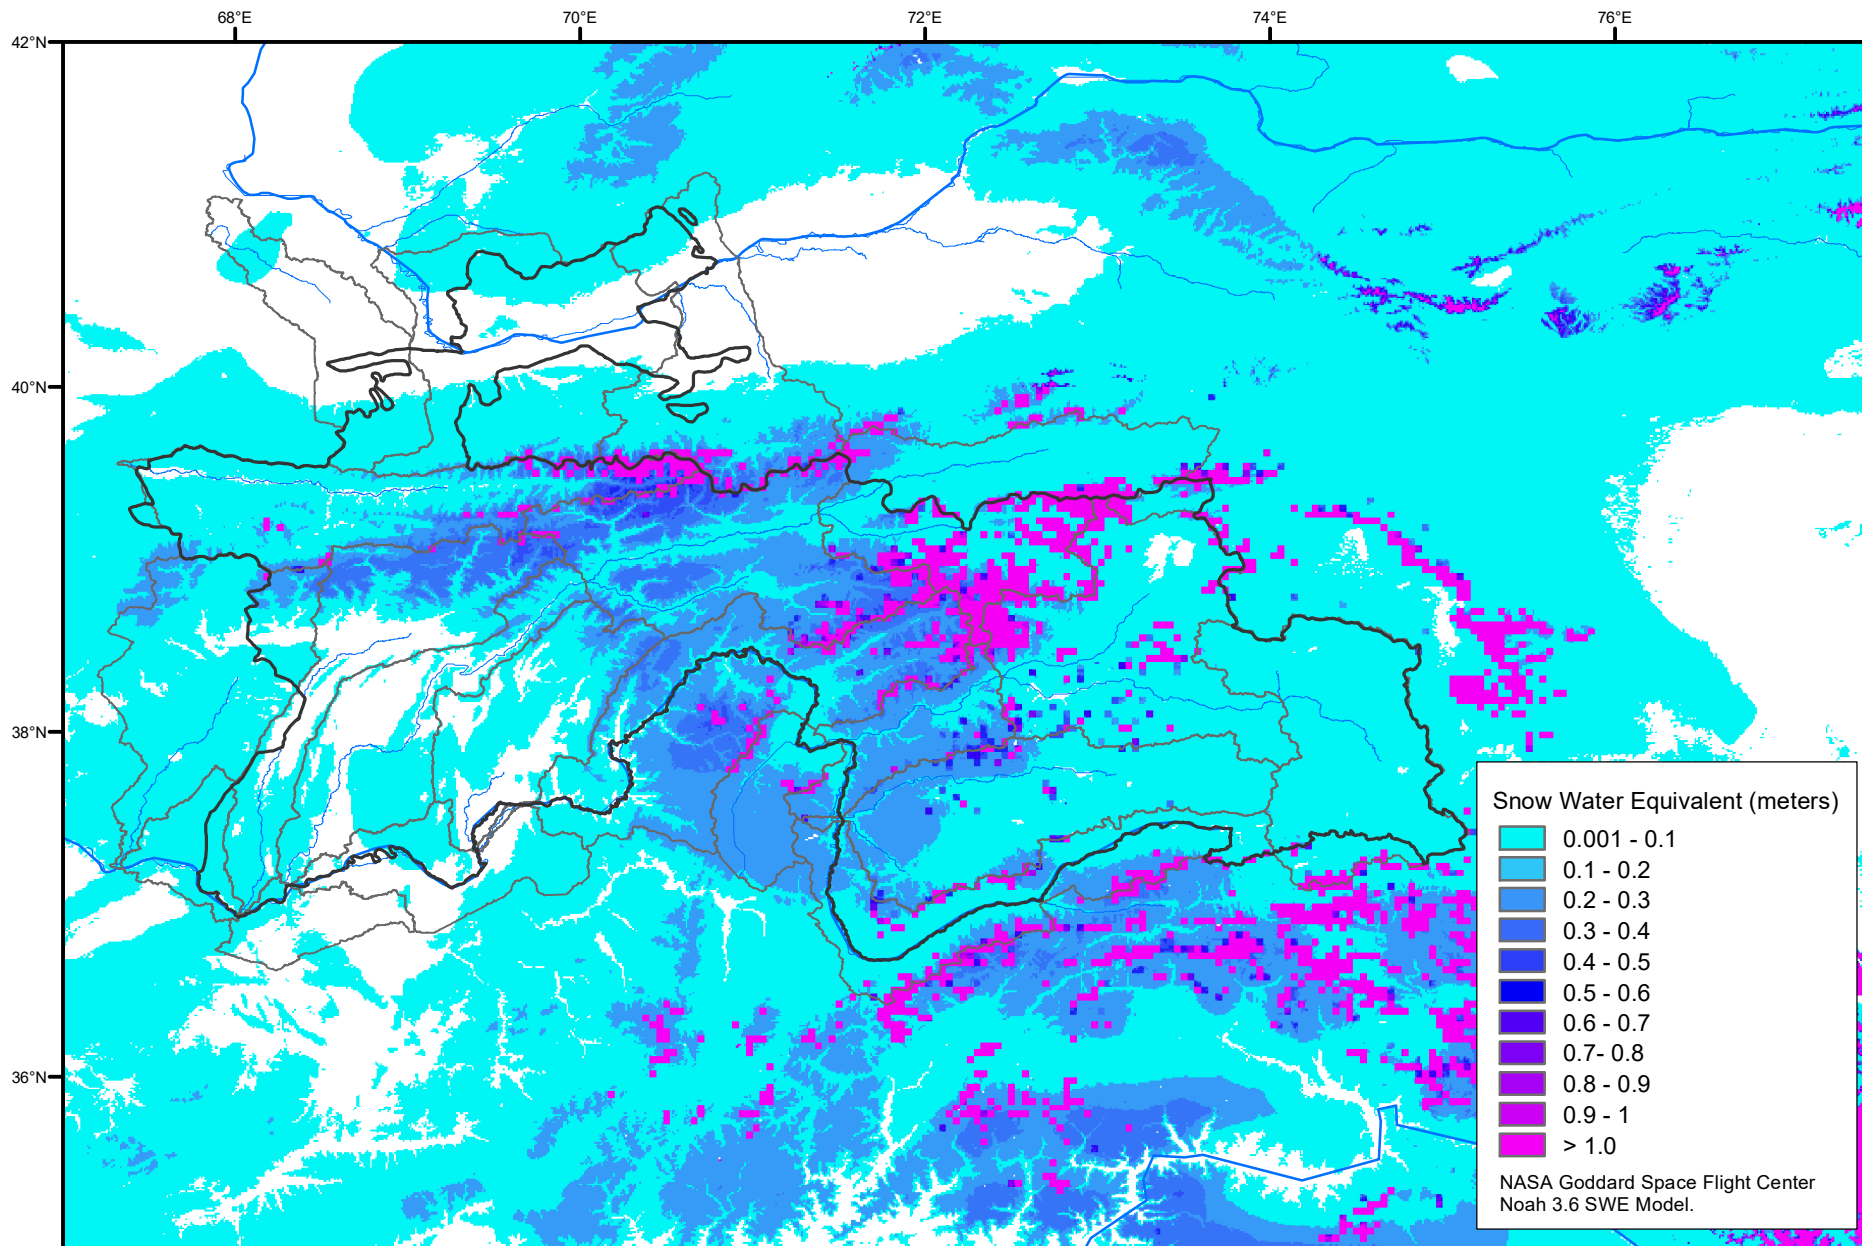 68°E 70°E 72°E 74°E 76°E
42°N
40°N
38°N
36°N
Snow Water Equivalent (meters)
0.001 - 0.1
0.1 - 0.2
0.2 - 0.3
0.3 - 0.4
0.4 - 0.5
0.5 - 0.6
0.6 - 0.7
0.7- 0.8
0.8 - 0.9
0.9 - 1
> 1.0
NASA Goddard Space Flight Center
Noah 3.6 SWE Model.